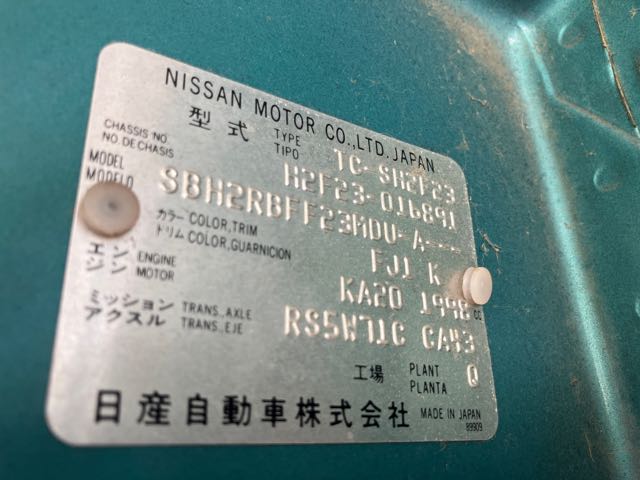 NISSAN MOTOR CO.,LTD. JAPAN
型式 TYPE TIPO TC-SH2F23
CHASSIS NO. NO. DE CHASIS H2F23-016891
MODEL MODELO SBH2RBFF23MDU-A----
カラー COLOR,TRIM トリム COLOR,GUARNICION FJ1 K
エンジン ENGINE MOTOR KA20 1998 CC
ミッション TRANS.,AXLE アクスル TRANS.,EJE RS5W71C CA43
工場 PLANT PLANTA Q
日産自動車株式会社 MADE IN JAPAN
89909